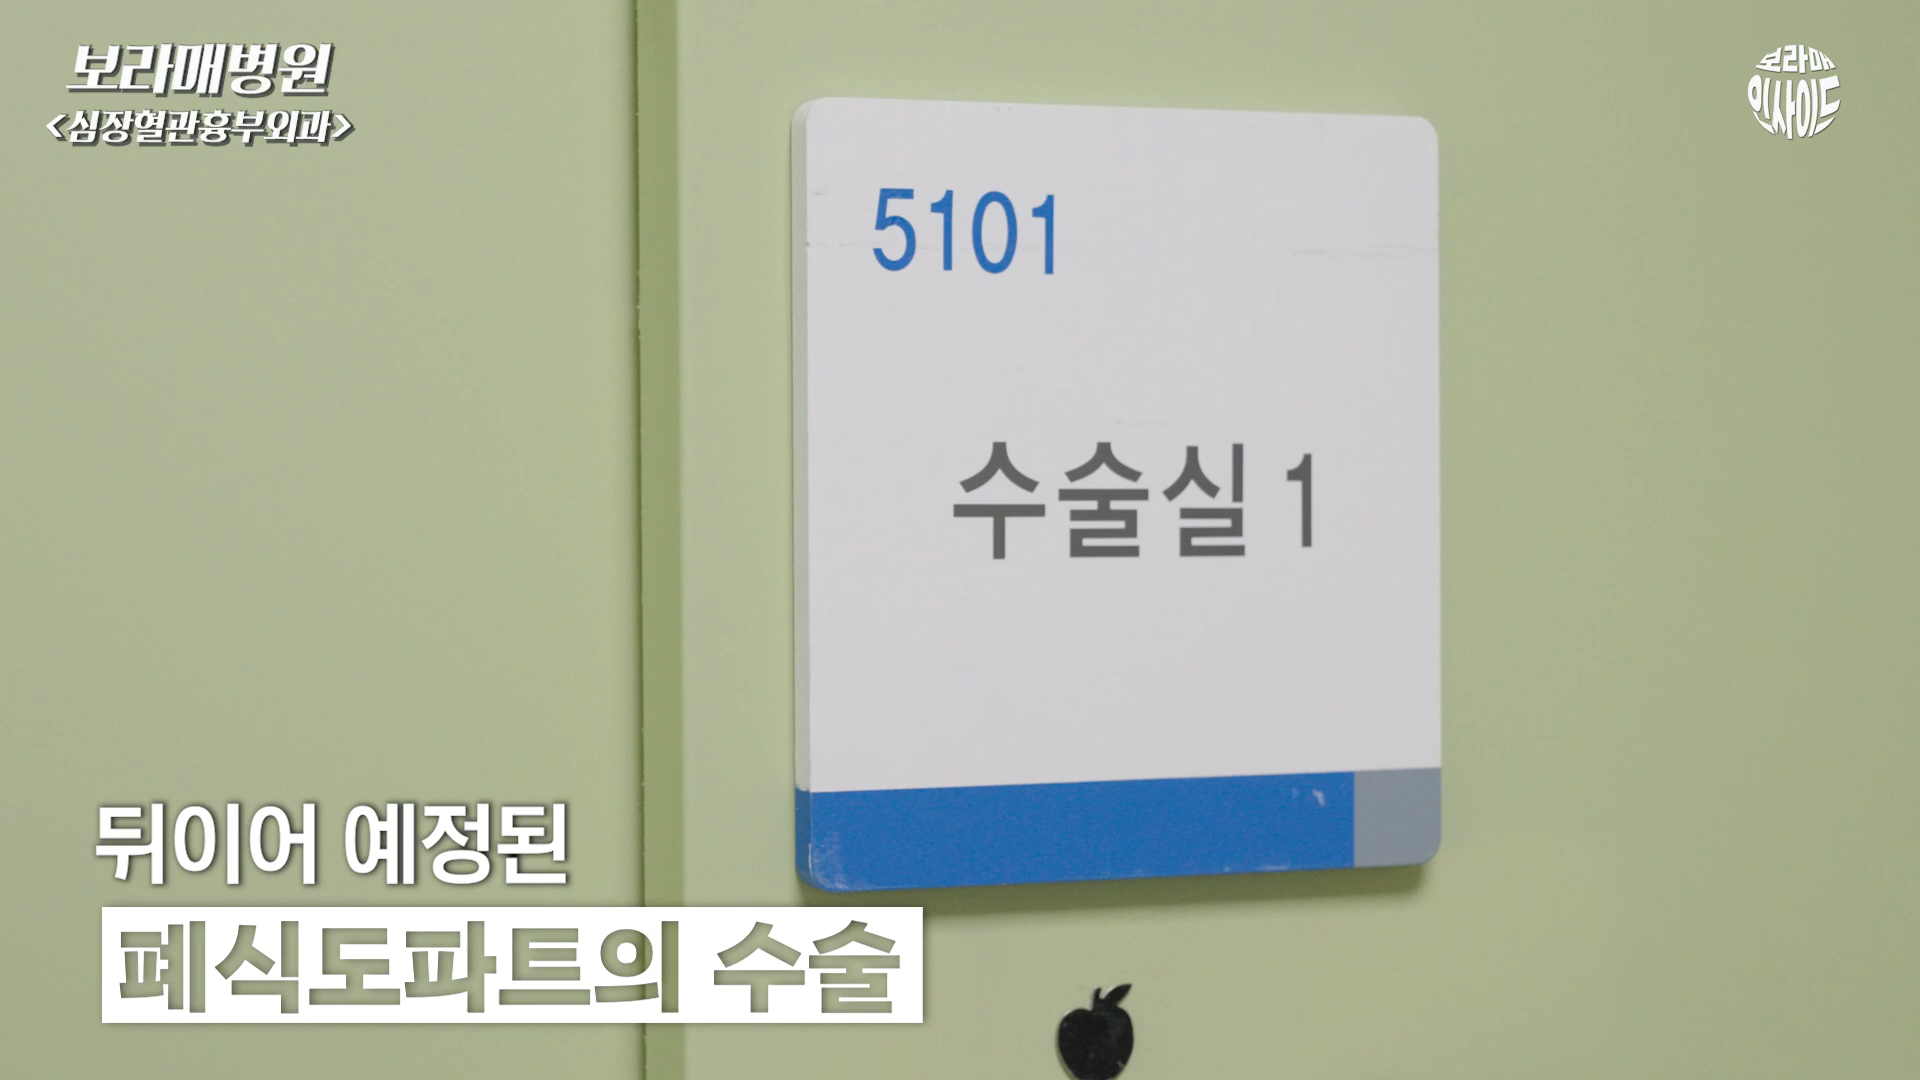 보라매병원
<심장혈관흉부외과>
보라매
인사이드
5101
수술실 1
뒤이어 예정된
폐식도파트의 수술